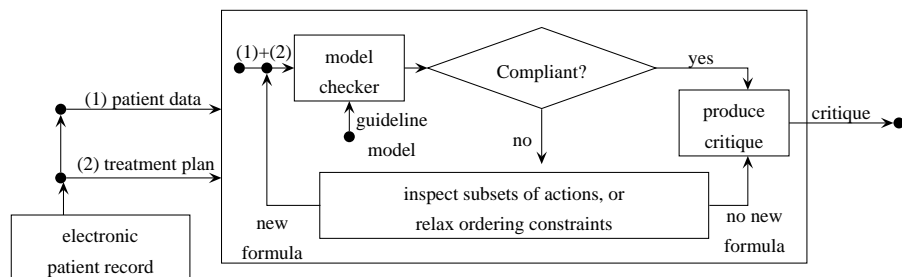 (1)+(2)
model
checker
Compliant?
yes
(1) patient data
guideline
model
produce
critique
critique
no
(2) treatment plan
inspect subsets of actions, or
relax ordering constraints
new
formula
no new
formula
electronic
patient record